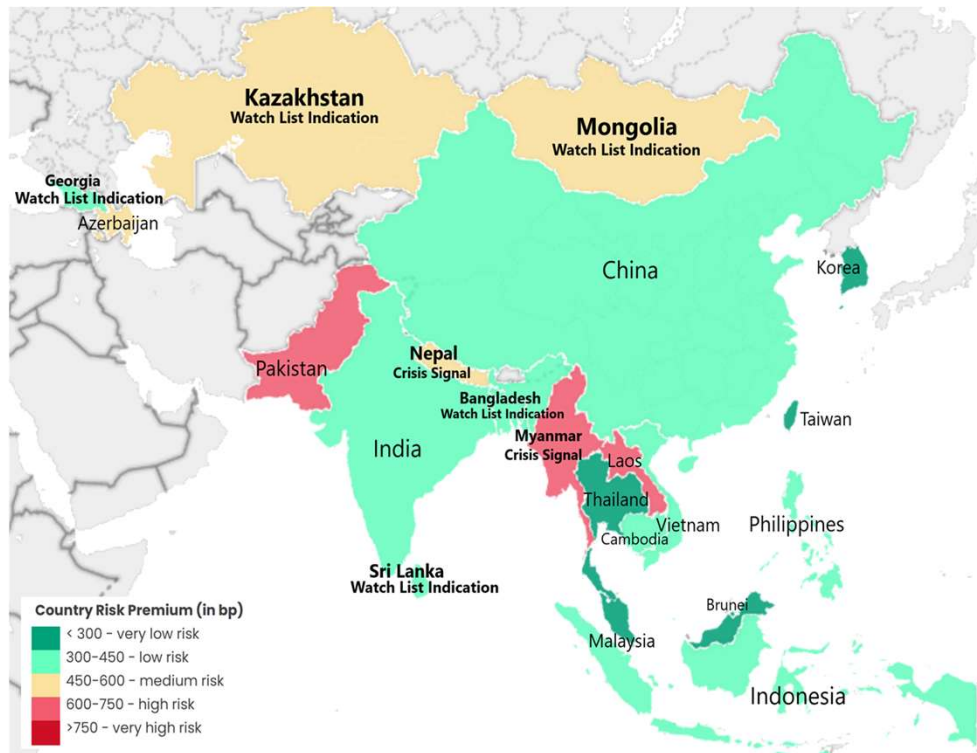 Kazakhstan
Watch List Indication
Mongolia
Watch List Indication
Georgia
Watch List Indication
Azerbaijan
China
Korea
Pakistan
Nepal
Crisis Signal
Bangladesh
Watch List Indication
Taiwan
India
Myanmar
Crisis Signal
Laos
Thailand
Vietnam
Philippines
Cambodia
Sri Lanka
Watch List Indication
Brunei
Malaysia
Indonesia
Country Risk Premium (in bp)
< 300 - very low risk
300-450 - low risk
450-600 - medium risk
600-750 - high risk
>750 - very high risk